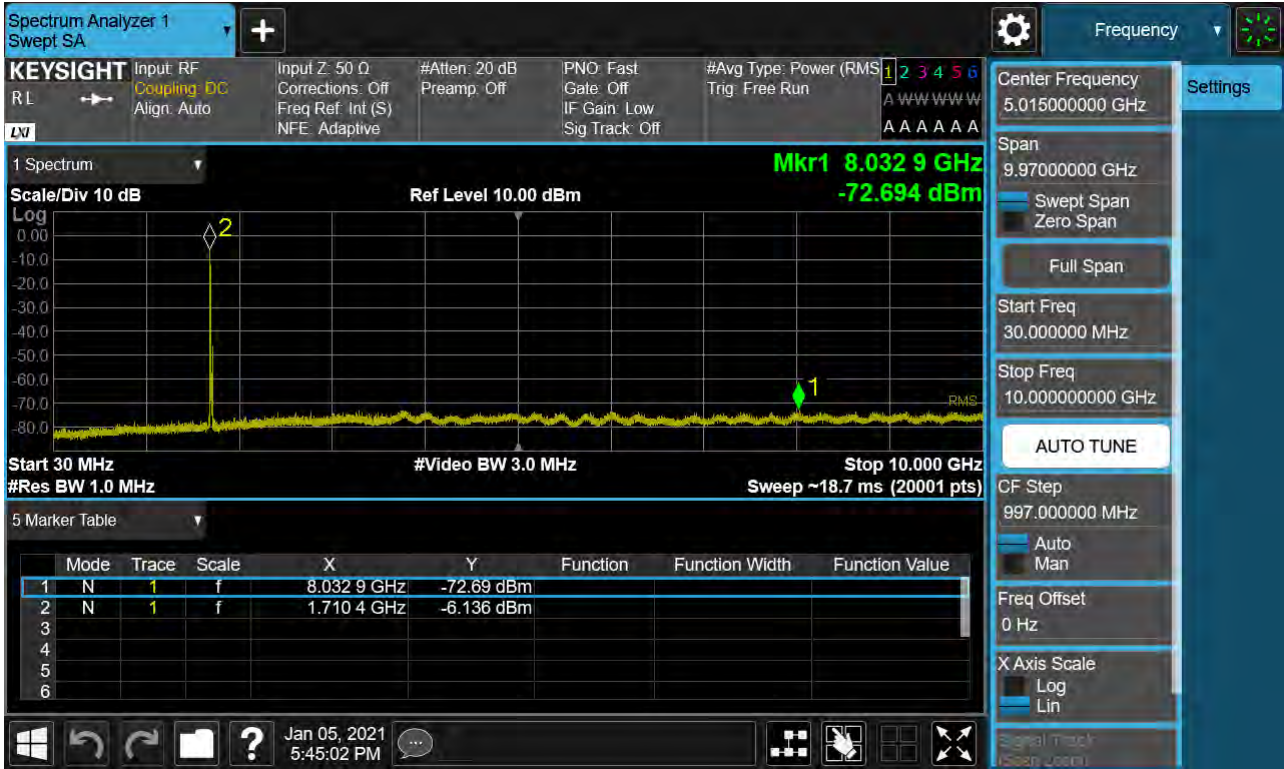 Spectrum Analyzer 1
Swept SA
+
Frequency
KEYSIGHT
RL
LXI
Input: RF
Coupling: DC
Align: Auto
Input Z: 50 Ω
Corrections: Off
Freq Ref: Int (S)
NFE: Adaptive
#Atten: 20 dB
Preamp: Off
PNO: Fast
Gate: Off
IF Gain: Low
Sig Track: Off
#Avg Type: Power (RMS
Trig: Free Run
1 2 3 4 5 6
A W W W W W
A A A A A A
1 Spectrum
Scale/Div 10 dB
Ref Level 10.00 dBm
Mkr1 8.032 9 GHz
-72.694 dBm
Log
0.00
-10.0
-20.0
-30.0
-40.0
-50.0
-60.0
-70.0
-80.0
2
1
RMS
Start 30 MHz
#Video BW 3.0 MHz
Stop 10.000 GHz
#Res BW 1.0 MHz
Sweep ~18.7 ms (20001 pts)
5 Marker Table
Mode Trace Scale X Y Function Function Width Function Value
1 N 1 f 8.032 9 GHz -72.69 dBm
2 N 1 f 1.710 4 GHz -6.136 dBm
3
4
5
6
?
Jan 05, 2021
5:45:02 PM
Center Frequency
5.015000000 GHz
Settings
Span
9.97000000 GHz
Swept Span
Zero Span
Full Span
Start Freq
30.000000 MHz
Stop Freq
10.000000000 GHz
AUTO TUNE
CF Step
997.000000 MHz
Auto
Man
Freq Offset
0 Hz
X Axis Scale
Log
Lin
Signal Track
(Span Zoom)